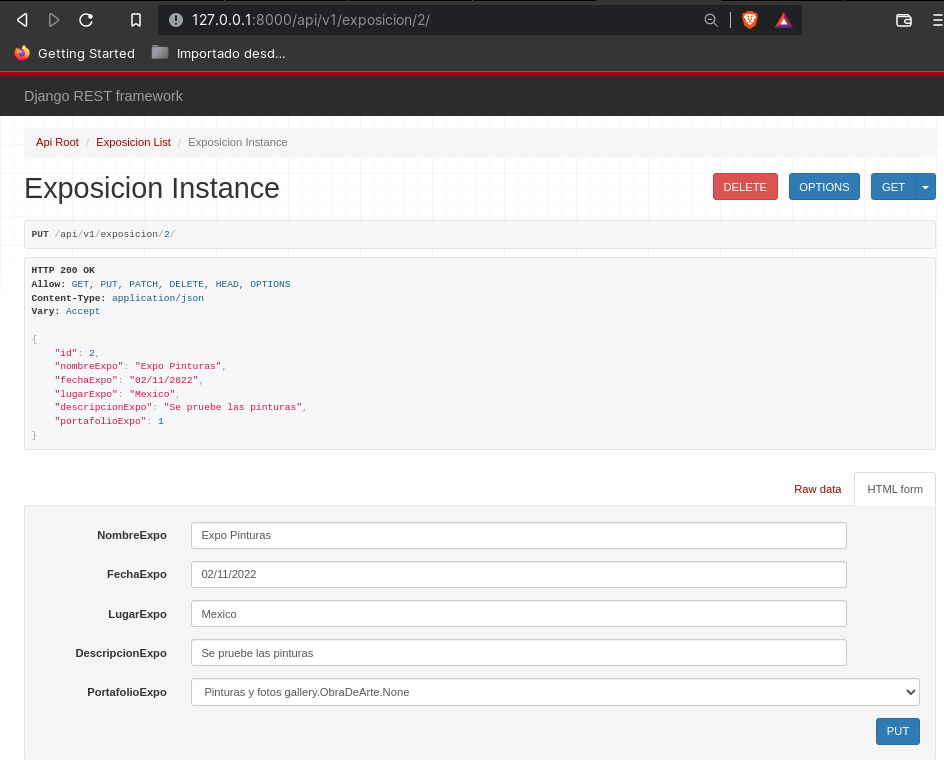 127.0.0.1:8000/api/v1/exposicion/2/
Getting Started Importado desd...
Django REST framework
Api Root / Exposicion List / Exposicion Instance
Exposicion Instance DELETE OPTIONS GET
PUT /api/v1/exposicion/2/
HTTP 200 OK
Allow: GET, PUT, PATCH, DELETE, HEAD, OPTIONS
Content-Type: application/json
Vary: Accept
{
"id": 2,
"nombreExpo": "Expo Pinturas",
"fechaExpo": "02/11/2022",
"lugarExpo": "Mexico",
"descripcionExpo": "Se pruebe las pinturas",
"portafolioExpo": 1
}
Raw data HTML form
NombreExpo Expo Pinturas
FechaExpo 02/11/2022
LugarExpo Mexico
DescripcionExpo Se pruebe las pinturas
PortafolioExpo Pinturas y fotos gallery.ObraDeArte.None
PUT